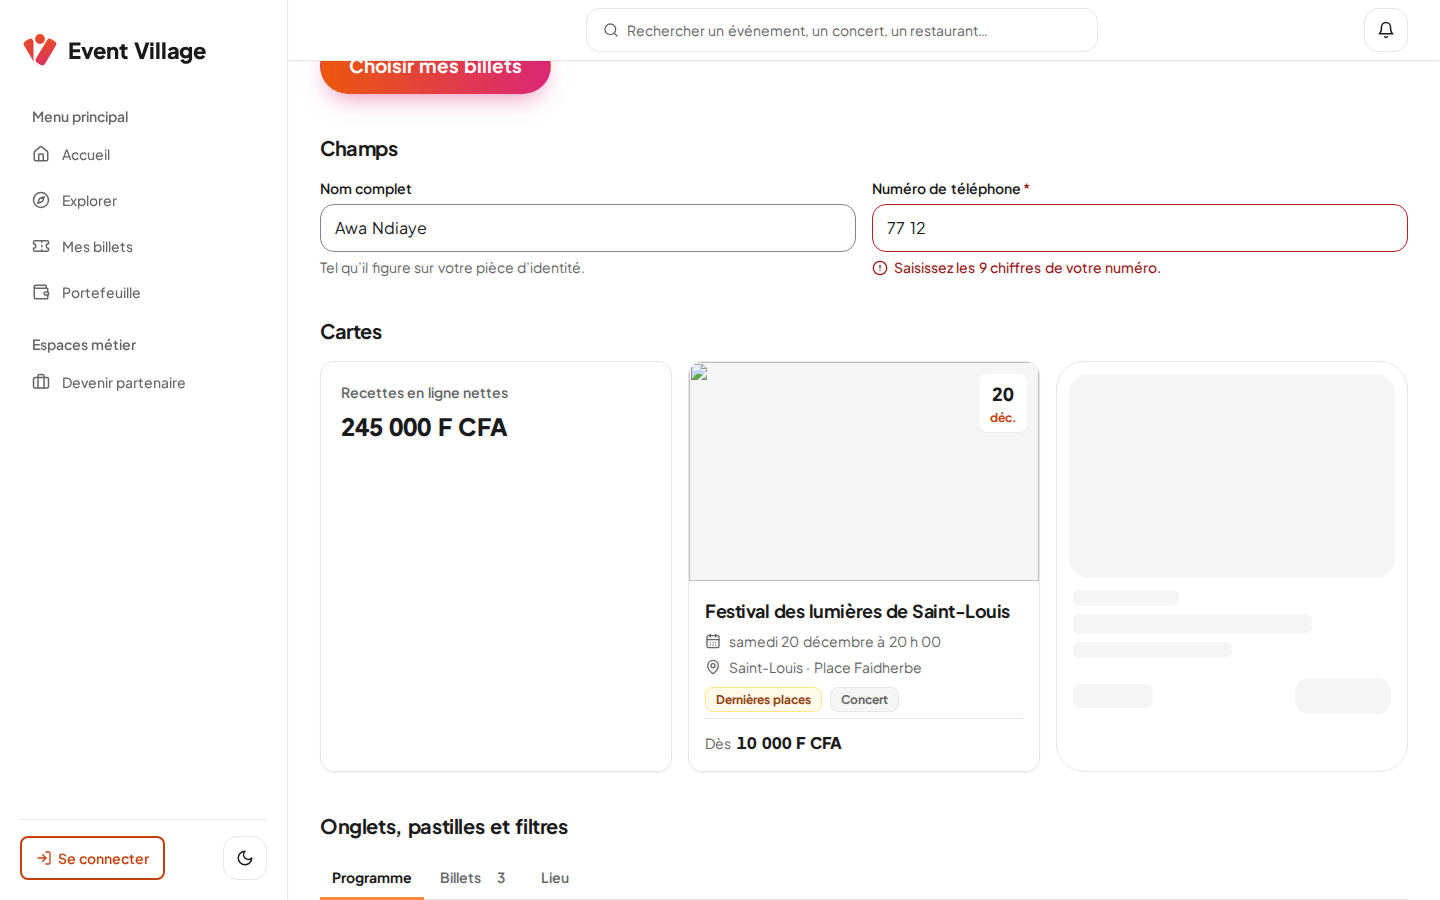 Event Village
Rechercher un événement, un concert, un restaurant…
Menu principal
Accueil
Explorer
Mes billets
Portefeuille
Espaces métier
Devenir partenaire
Se connecter
Choisir mes billets
Champs
Nom complet
Awa Ndiaye
Tel qu'il figure sur votre pièce d'identité.
Numéro de téléphone *
77 12
Saisissez les 9 chiffres de votre numéro.
Cartes
Recettes en ligne nettes
245 000 F CFA
20
déc.
Festival des lumières de Saint-Louis
samedi 20 décembre à 20 h 00
Saint-Louis · Place Faidherbe
Dernières places Concert
Dès 10 000 F CFA
Onglets, pastilles et filtres
Programme Billets 3 Lieu